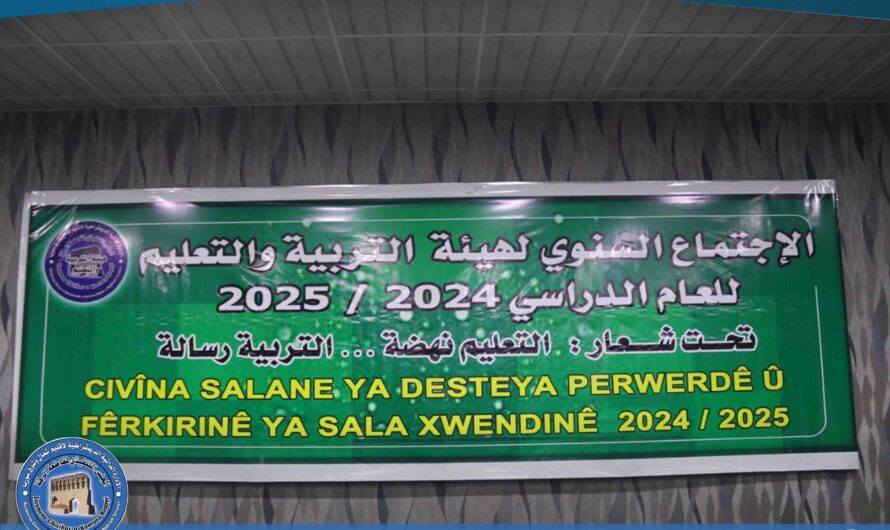 الإجتماع السنوي لهيئة التربية والتعليم
للعام الدراسي 2024 / 2025
تحت شعار : التعليم نهضة ... التربية رسالة
CIVÎNA SALANE YA DESTEYA PERWERDÊ Û
FÊRKIRINÊ YA SALA XWENDINÊ 2024 / 2025